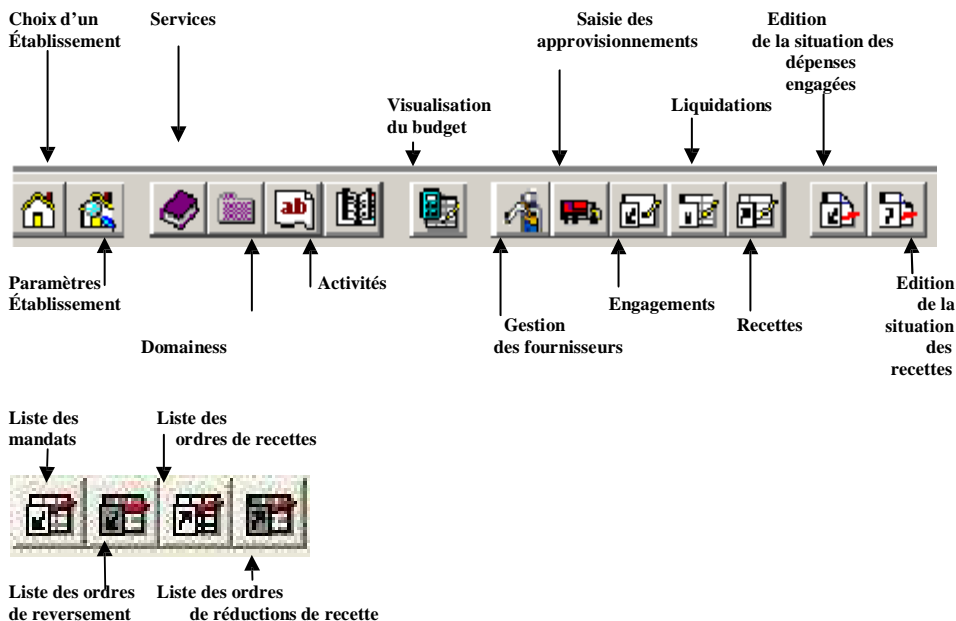 Choix d'un
Établissement
Services
Saisie des
approvisionnements
Edition
de la situation des
dépenses
engagées
Visualisation
du budget
Liquidations
ab
Paramètres
Établissement
Activités
Engagements
Edition
de la
situation
des
recettes
Domainess
Gestion
des fournisseurs
Recettes
Liste des
mandats
Liste des
ordres de recettes
Liste des ordres
de reversement
Liste des ordres
de réductions de recette